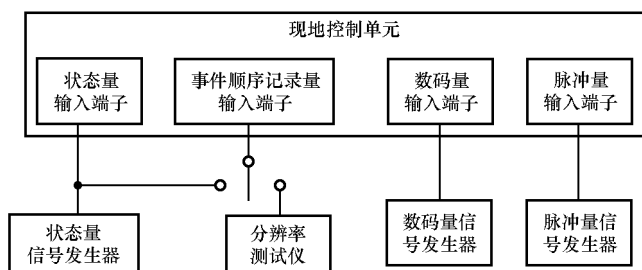 现地控制单元
状态量
输入端子
事件顺序记录量
输入端子
数码量
输入端子
脉冲量
输入端子
状态量
信号发生器
分辨率
测试仪
数码量信
号发生器
脉冲量信
号发生器